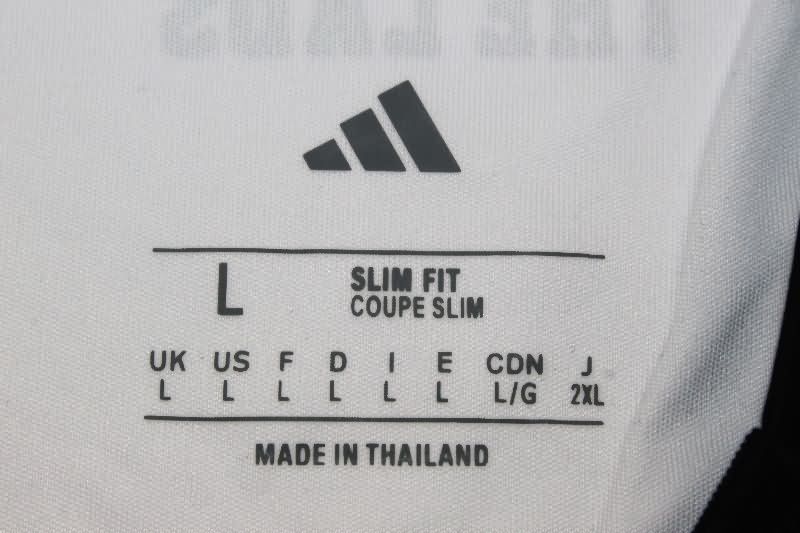 L
SLIM FIT
COUPE SLIM
UK US F D I E CDN J
L L L L L L L/G 2XL
MADE IN THAILAND